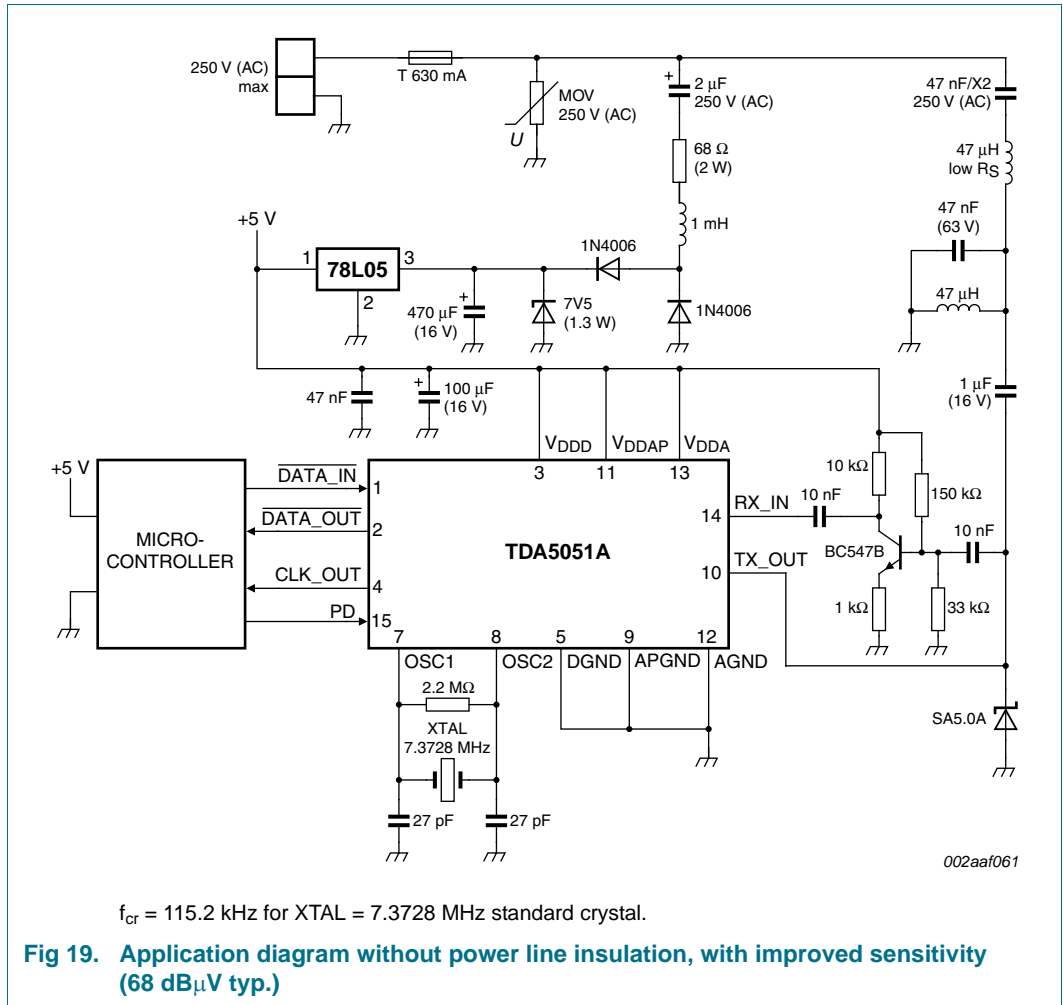 250 V (AC)
max
T 630 mA
MOV
250 V (AC)
U
+
2 μF
250 V (AC)
68 Ω
(2 W)
1 mH
47 nF/X2
250 V (AC)
47 μH
low RS
47 nF
(63 V)
47 μH
1 μF
(16 V)
+5 V
1
78L05
3
2
1N4006
+
470 μF
(16 V)
7V5
(1.3 W)
1N4006
47 nF
+
100 μF
(16 V)
VDDD
VDDAP
VDDA
3
11
13
+5 V
MICRO-
CONTROLLER
DATA_IN
1
DATA_OUT
2
CLK_OUT
4
PD
15
TDA5051A
14
RX_IN
10
TX_OUT
10 nF
10 kΩ
150 kΩ
10 nF
BC547B
1 kΩ
33 kΩ
SA5.0A
7
8
5
9
12
OSC1
OSC2
DGND
APGND
AGND
2.2 MΩ
XTAL
7.3728 MHz
27 pF
27 pF
002aaf061
fcr = 115.2 kHz for XTAL = 7.3728 MHz standard crystal.
Fig 19. Application diagram without power line insulation, with improved sensitivity
(68 dBμV typ.)